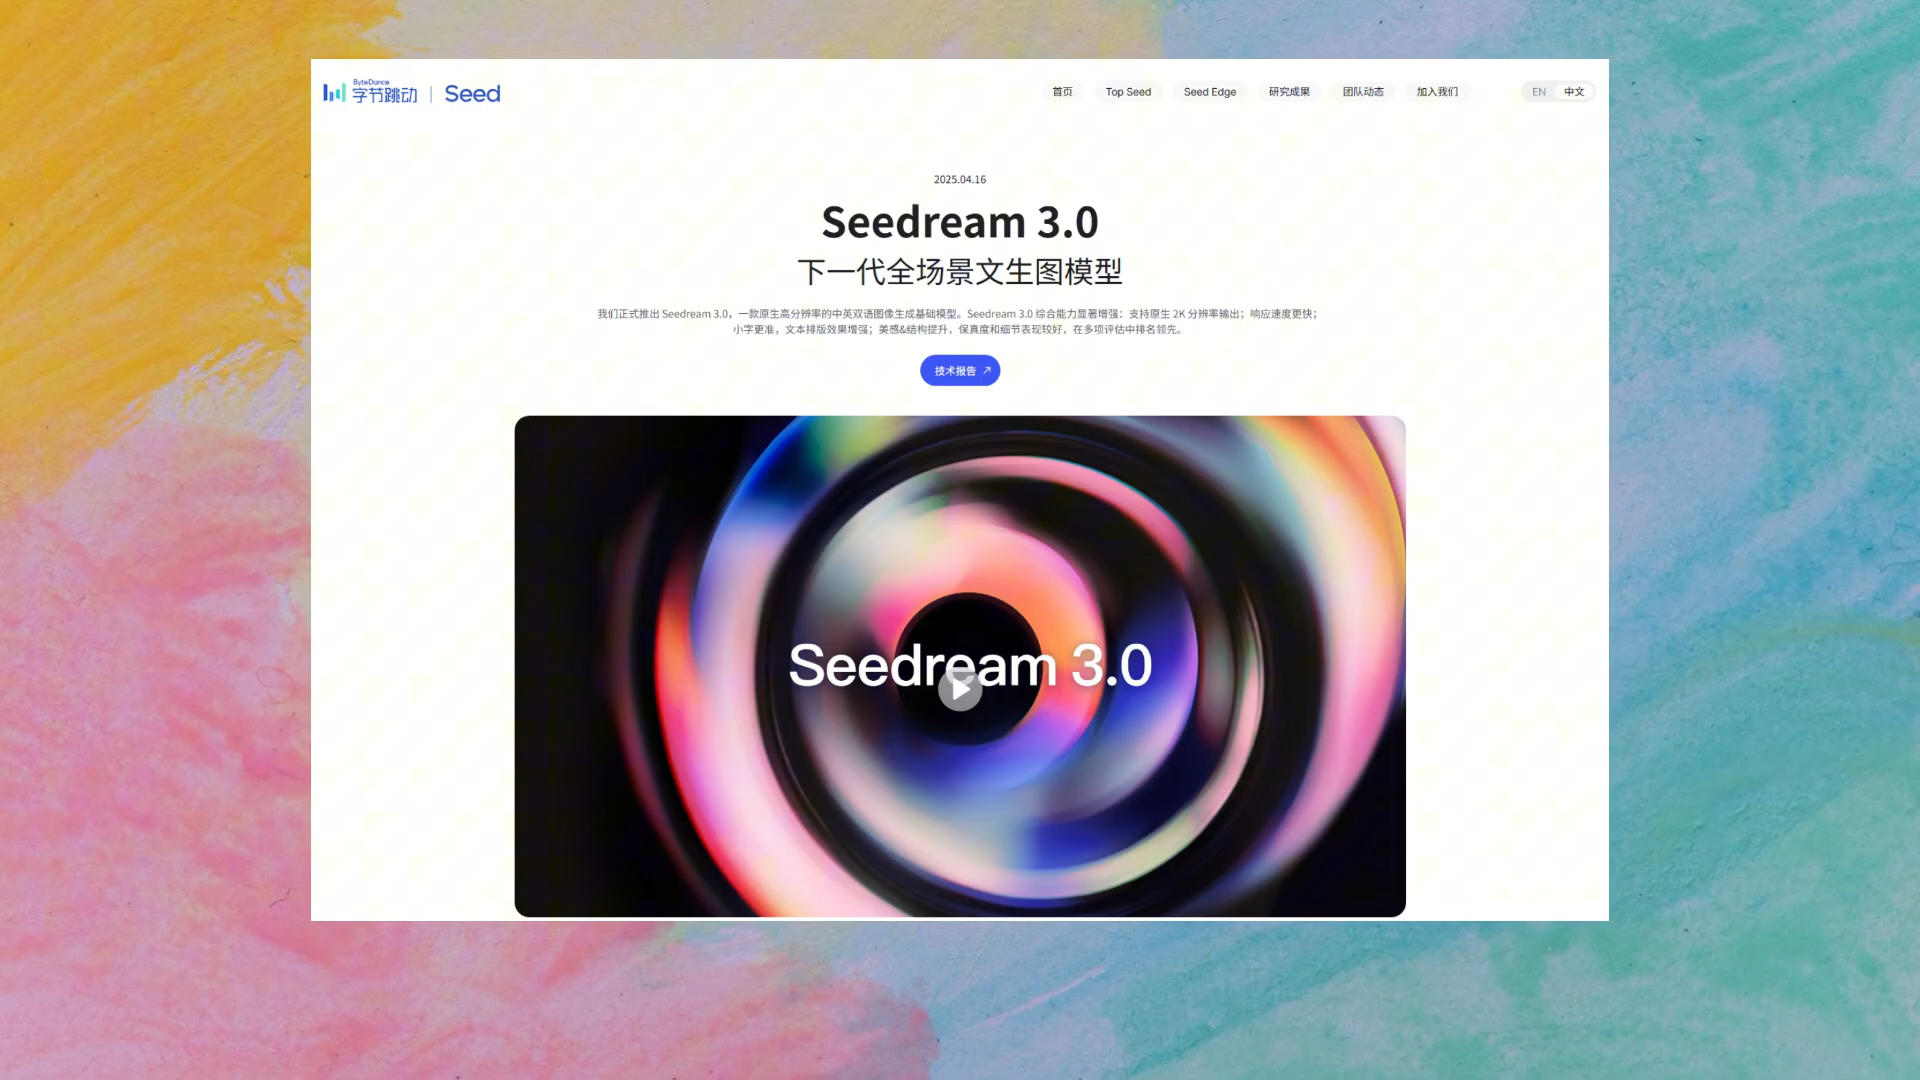 ByteDance
字节跳动 | Seed
首页 Top Seed Seed Edge 研究成果 团队动态 加入我们 EN 中文
2025.04.16
Seedream 3.0
下一代全场景文生图模型
我们正式推出 Seedream 3.0，一款原生高分辨率的中英双语图像生成基础模型。Seedream 3.0 综合能力显著增强：支持原生 2K 分辨率输出；响应速度更快；
小字更准，文本排版效果增强；美感&结构提升，保真度和细节表现较好，在多项评估中排名领先。
技术报告
Seedream 3.0